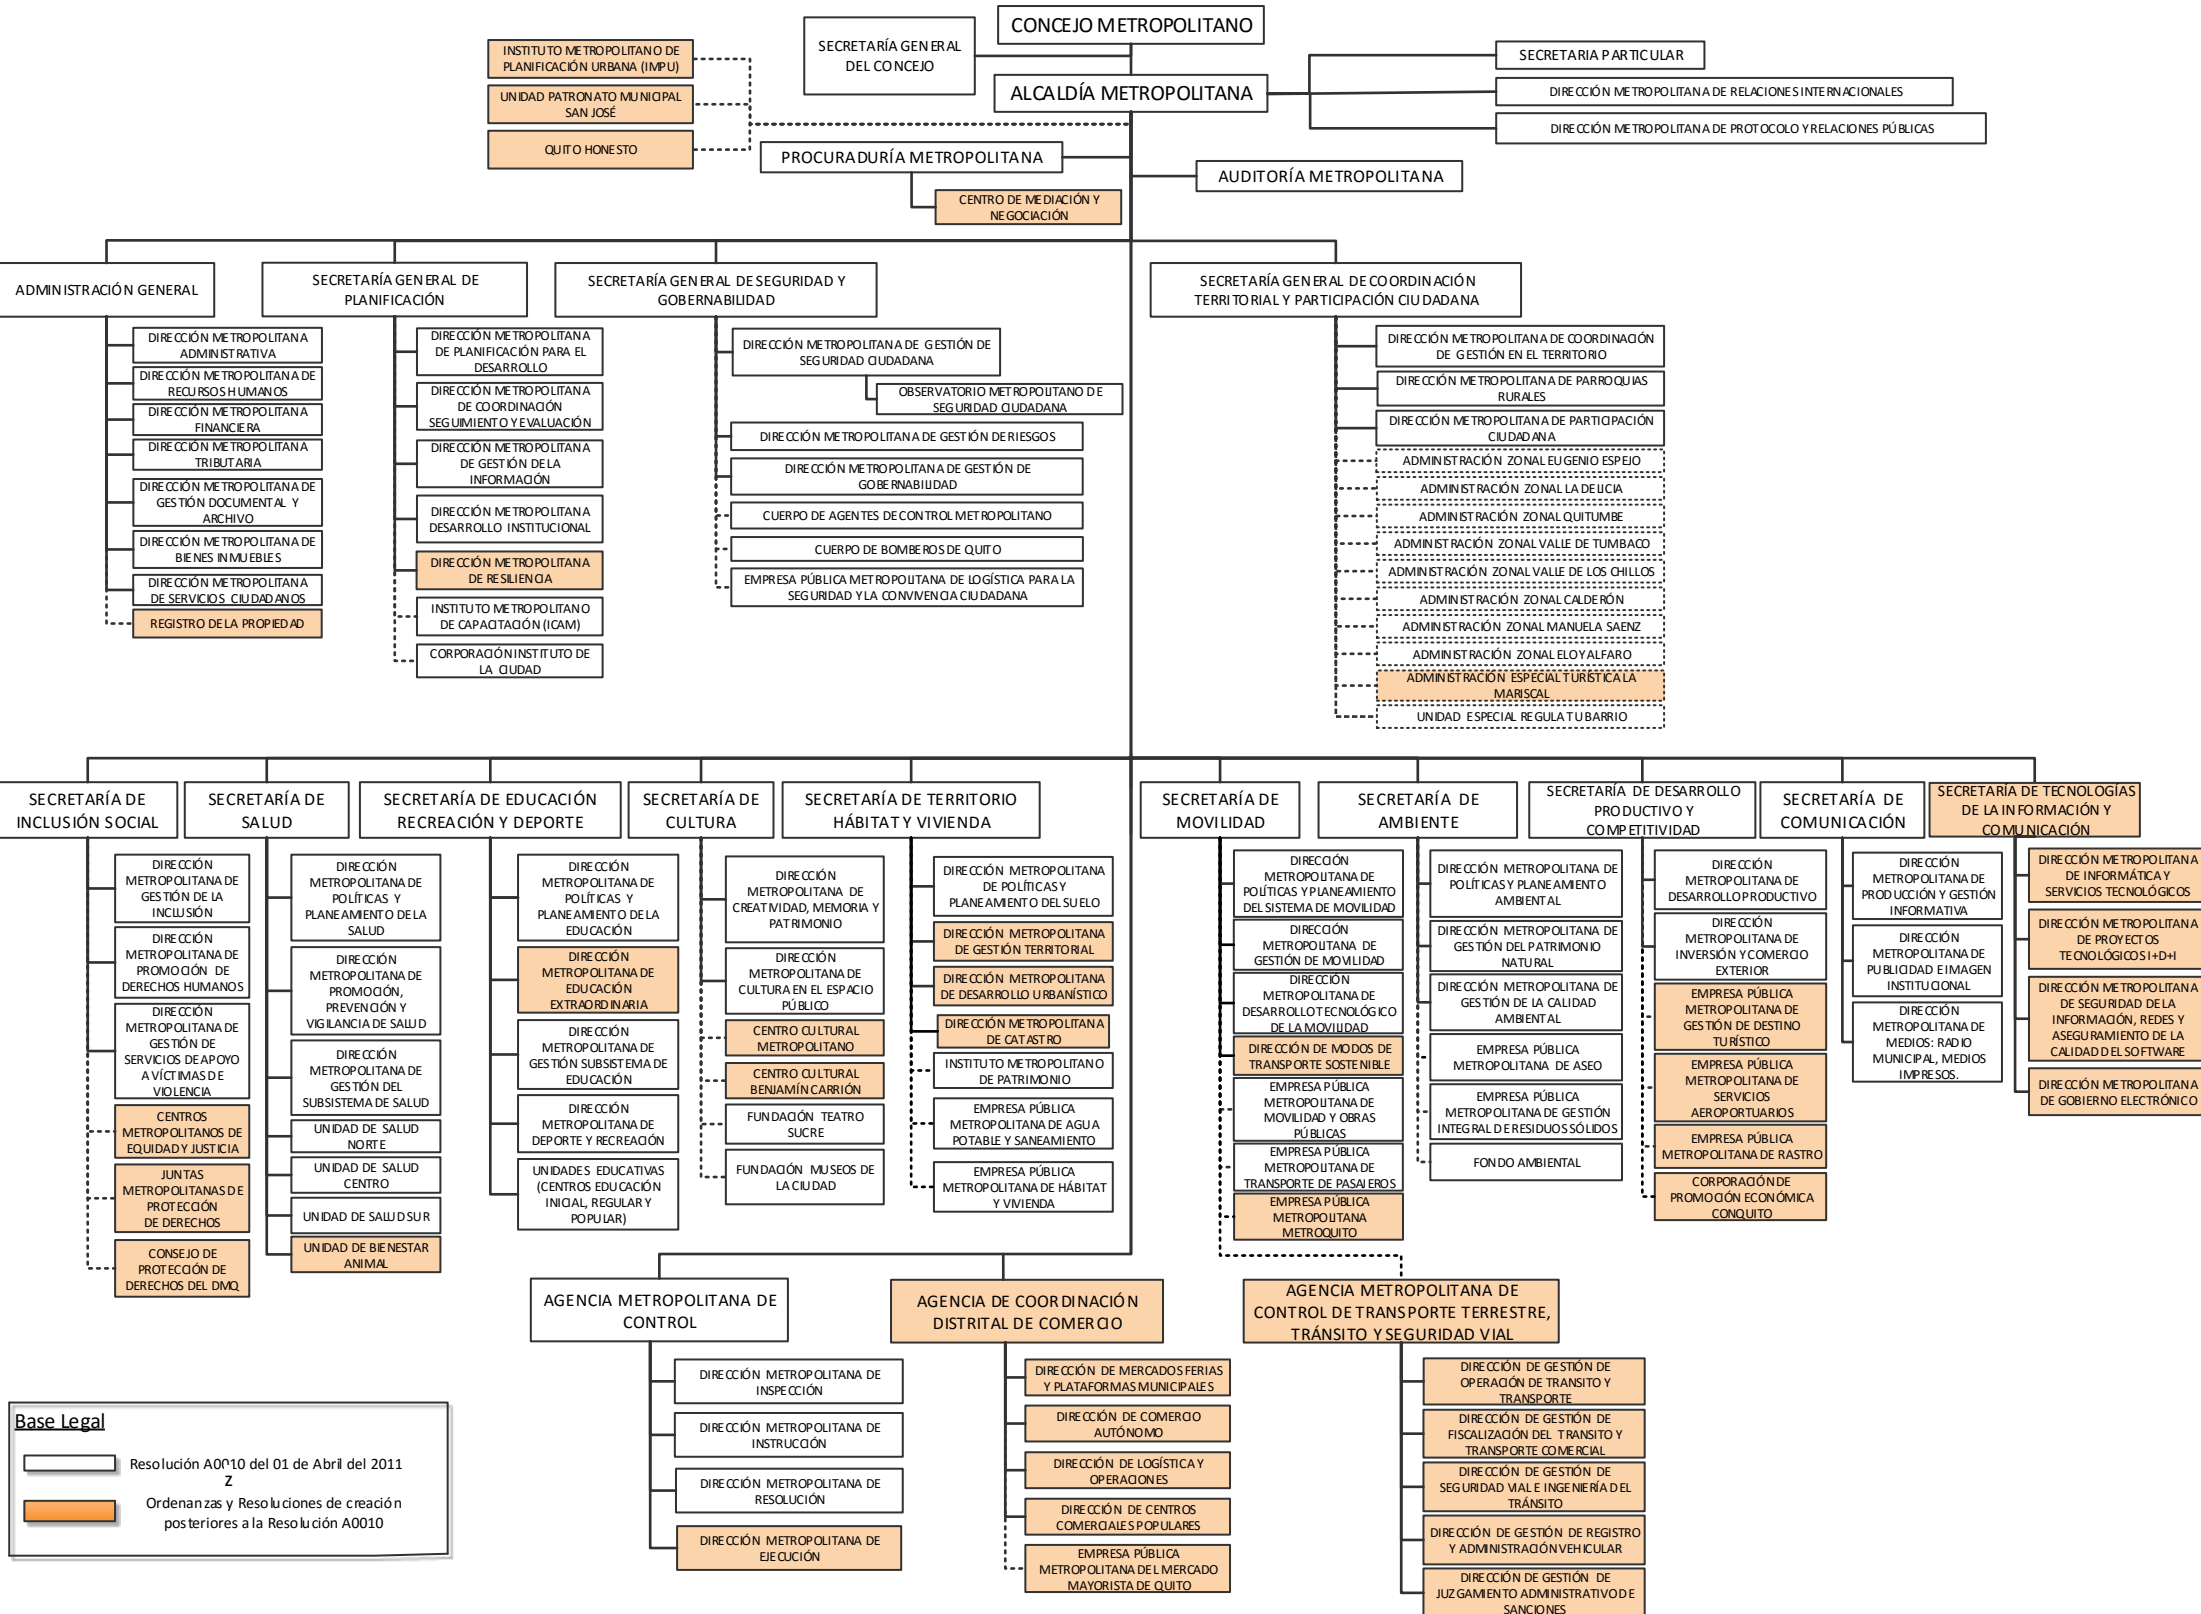 CONCEJO METROPOLITANO
SECRETARÍA GENERAL
DEL CONCEJO
ALCALDÍA METROPOLITANA
SECRETARIA PARTICULAR
DIRECCIÓN METROPOLITANA DE RELACIONES INTERNACIONALES
DIRECCIÓN METROPOLITANA DE PROTOCOLO Y RELACIONES PÚBLICAS
INSTITUTO METROPOLITANO DE
PLANIFICACIÓN URBANA (IMPU)
UNIDAD PATRONATO MUNICIPAL
SAN JOSÉ
QUITO HONESTO
PROCURADURÍA METROPOLITANA
CENTRO DE MEDIACIÓN Y
NEGOCIACIÓN
AUDITORÍA METROPOLITANA
ADMINISTRACIÓN GENERAL
DIRECCIÓN METROPOLITANA
ADMINISTRATIVA
DIRECCIÓN METROPOLITANA DE
RECURSOS HUMANOS
DIRECCIÓN METROPOLITANA
FINANCIERA
DIRECCIÓN METROPOLITANA
TRIBUTARIA
DIRECCIÓN METROPOLITANA DE
GESTIÓN DOCUMENTAL Y
ARCHIVO
DIRECCIÓN METROPOLITANA DE
BIENES INMUEBLES
DIRECCIÓN METROPOLITANA
DE SERVICIOS CIUDADANOS
REGISTRO DE LA PROPIEDAD
SECRETARÍA GENERAL DE
PLANIFICACIÓN
DIRECCIÓN METROPOLITANA
DE PLANIFICACIÓN PARA EL
DESARROLLO
DIRECCIÓN METROPOLITANA
DE COORDINACIÓN
SEGUIMIENTO Y EVALUACIÓN
DIRECCIÓN METROPOLITANA
DE GESTIÓN DE LA
INFORMACIÓN
DIRECCIÓN METROPOLITANA
DESARROLLO INSTITUCIONAL
DIRECCIÓN METROPOLITANA
DE RESILIENCIA
INSTITUTO METROPOLITANO
DE CAPACITACIÓN (ICAM)
CORPORACIÓN INSTITUTO DE
LA CIUDAD
SECRETARÍA GENERAL DE SEGURIDAD Y
GOBERNABILIDAD
DIRECCIÓN METROPOLITANA DE GESTIÓN DE
SEGURIDAD CIUDADANA
OBSERVATORIO METROPOLITANO DE
SEGURIDAD CIUDADANA
DIRECCIÓN METROPOLITANA DE GESTIÓN DE RIESGOS
DIRECCIÓN METROPOLITANA DE GESTIÓN DE
GOBERNABILIDAD
CUERPO DE AGENTES DE CONTROL METROPOLITANO
CUERPO DE BOMBEROS DE QUITO
EMPRESA PÚBLICA METROPOLITANA DE LOGÍSTICA PARA LA
SEGURIDAD Y LA CONVIVENCIA CIUDADANA
SECRETARÍA GENERAL DE COORDINACIÓN
TERRITORIAL Y PARTICIPACIÓN CIUDADANA
DIRECCIÓN METROPOLITANA DE COORDINACIÓN
DE GESTIÓN EN EL TERRITORIO
DIRECCIÓN METROPOLITANA DE PARROQUIAS
RURALES
DIRECCIÓN METROPOLITANA DE PARTICIPACIÓN
CIUDADANA
ADMINISTRACIÓN ZONAL EUGENIO ESPEJO
ADMINISTRACIÓN ZONAL LA DELICIA
ADMINISTRACIÓN ZONAL QUITUMBE
ADMINISTRACIÓN ZONAL VALLE DE TUMBACO
ADMINISTRACIÓN ZONAL VALLE DE LOS CHILLOS
ADMINISTRACIÓN ZONAL CALDERÓN
ADMINISTRACIÓN ZONAL MANUELA SAENZ
ADMINISTRACIÓN ZONAL ELOY ALFARO
ADMINISTRACIÓN ESPECIAL TURÍSTICA LA
MARISCAL
UNIDAD ESPECIAL REGULA TU BARRIO
SECRETARÍA DE
INCLUSIÓN SOCIAL
DIRECCIÓN
METROPOLITANA DE
GESTIÓN DE LA
INCLUSIÓN
DIRECCIÓN
METROPOLITANA DE
PROMOCIÓN DE
DERECHOS HUMANOS
DIRECCIÓN
METROPOLITANA DE
GESTIÓN DE
SERVICIOS DE APOYO
A VÍCTIMAS DE
VIOLENCIA
CENTROS
METROPOLITANOS DE
EQUIDAD Y JUSTICIA
JUNTAS
METROPOLITANAS DE
PROTECCIÓN
DE DERECHOS
CONSEJO DE
PROTECCIÓN DE
DERECHOS DEL DMQ
SECRETARÍA DE
SALUD
DIRECCIÓN
METROPOLITANA DE
POLÍTICAS Y
PLANEAMIENTO DE LA
SALUD
DIRECCIÓN
METROPOLITANA DE
PROMOCIÓN,
PREVENCIÓN Y
VIGILANCIA DE SALUD
DIRECCIÓN
METROPOLITANA DE
GESTIÓN DEL
SUBSISTEMA DE SALUD
UNIDAD DE SALUD
NORTE
UNIDAD DE SALUD
CENTRO
UNIDAD DE SALUD SUR
UNIDAD DE BIENESTAR
ANIMAL
SECRETARÍA DE EDUCACIÓN
RECREACIÓN Y DEPORTE
DIRECCIÓN
METROPOLITANA DE
POLÍTICAS Y
PLANEAMIENTO DE LA
EDUCACIÓN
DIRECCIÓN
METROPOLITANA DE
EDUCACIÓN
EXTRAORDINARIA
DIRECCIÓN
METROPOLITANA DE
GESTIÓN SUBSISTEMA DE
EDUCACIÓN
DIRECCIÓN
METROPOLITANA DE
DEPORTE Y RECREACIÓN
UNIDADES EDUCATIVAS
(CENTROS EDUCACIÓN
INICIAL, REGULAR Y
POPULAR)
SECRETARÍA DE
CULTURA
DIRECCIÓN
METROPOLITANA DE
CREATIVIDAD, MEMORIA Y
PATRIMONIO
DIRECCIÓN
METROPOLITANA DE
CULTURA EN EL ESPACIO
PÚBLICO
CENTRO CULTURAL
METROPOLITANO
CENTRO CULTURAL
BENJAMÍN CARRIÓN
FUNDACIÓN TEATRO
SUCRE
FUNDACIÓN MUSEOS DE
LA CIUDAD
SECRETARÍA DE TERRITORIO
HÁBITAT Y VIVIENDA
DIRECCIÓN METROPOLITANA
DE POLÍTICAS Y
PLANEAMIENTO DEL SUELO
DIRECCIÓN METROPOLITANA
DE GESTIÓN TERRITORIAL
DIRECCIÓN METROPOLITANA
DE DESARROLLO URBANÍSTICO
DIRECCIÓN METROPOLITANA
DE CATASTRO
INSTITUTO METROPOLITANO
DE PATRIMONIO
EMPRESA PÚBLICA
METROPOLITANA DE AGUA
POTABLE Y SANEAMIENTO
EMPRESA PÚBLICA
METROPOLITANA DE HÁBITAT
Y VIVIENDA
SECRETARÍA DE
MOVILIDAD
DIRECCIÓN
METROPOLITANA DE
POLÍTICAS Y PLANEAMIENTO
DEL SISTEMA DE MOVILIDAD
DIRECCIÓN
METROPOLITANA DE
GESTIÓN DE MOVILIDAD
DIRECCIÓN
METROPOLITANA DE
DESARROLLO TECNOLÓGICO
DE LA MOVILIDAD
DIRECCIÓN DE MODOS DE
TRANSPORTE SOSTENIBLE
EMPRESA PÚBLICA
METROPOLITANA DE
MOVILIDAD Y OBRAS
PÚBLICAS
EMPRESA PÚBLICA
METROPOLITANA DE
TRANSPORTE DE PASAJEROS
EMPRESA PÚBLICA
METROPOLITANA
METRO QUITO
SECRETARÍA DE
AMBIENTE
DIRECCIÓN METROPOLITANA DE
POLÍTICAS Y PLANEAMIENTO
AMBIENTAL
DIRECCIÓN METROPOLITANA DE
GESTIÓN DEL PATRIMONIO
NATURAL
DIRECCIÓN METROPOLITANA DE
GESTIÓN DE LA CALIDAD
AMBIENTAL
EMPRESA PÚBLICA
METROPOLITANA DE ASEO
EMPRESA PÚBLICA
METROPOLITANA DE GESTIÓN
INTEGRAL DE RESIDUOS SÓLIDOS
FONDO AMBIENTAL
SECRETARÍA DE DESARROLLO
PRODUCTIVO Y
COMPETITIVIDAD
DIRECCIÓN
METROPOLITANA DE
DESARROLLO PRODUCTIVO
DIRECCIÓN
METROPOLITANA DE
INVERSIÓN Y COMERCIO
EXTERIOR
EMPRESA PÚBLICA
METROPOLITANA DE
GESTIÓN DE DESTINO
TURÍSTICO
EMPRESA PÚBLICA
METROPOLITANA DE
SERVICIOS
AEROPORTUARIOS
EMPRESA PÚBLICA
METROPOLITANA DE RASTRO
CORPORACIÓN DE
PROMOCIÓN ECONÓMICA
CONQUITO
SECRETARÍA DE
COMUNICACIÓN
DIRECCIÓN
METROPOLITANA DE
PRODUCCIÓN Y GESTIÓN
INFORMATIVA
DIRECCIÓN
METROPOLITANA DE
PUBLICIDAD E IMAGEN
INSTITUCIONAL
DIRECCIÓN
METROPOLITANA DE
MEDIOS: RADIO
MUNICIPAL, MEDIOS
IMPRESOS.
SECRETARÍA DE TECNOLOGÍAS
DE LA INFORMACIÓN Y
COMUNICACIÓN
DIRECCIÓN METROPOLITANA
DE INFORMÁTICA Y
SERVICIOS TECNOLÓGICOS
DIRECCIÓN METROPOLITANA
DE PROYECTOS
TECNOLÓGICOS I+D+I
DIRECCIÓN METROPOLITANA
DE SEGURIDAD DE LA
INFORMACIÓN, REDES Y
ASEGURAMIENTO DE LA
CALIDAD DEL SOFTWARE
DIRECCIÓN METROPOLITANA
DE GOBIERNO ELECTRÓNICO
AGENCIA METROPOLITANA DE
CONTROL
DIRECCIÓN METROPOLITANA DE
INSPECCIÓN
DIRECCIÓN METROPOLITANA DE
INSTRUCCIÓN
DIRECCIÓN METROPOLITANA DE
RESOLUCIÓN
DIRECCIÓN METROPOLITANA DE
EJECUCIÓN
AGENCIA DE COORDINACIÓN
DISTRITAL DE COMERCIO
DIRECCIÓN DE MERCADOS FERIAS
Y PLATAFORMAS MUNICIPALES
DIRECCIÓN DE COMERCIO
AUTÓNOMO
DIRECCIÓN DE LOGÍSTICA Y
OPERACIONES
DIRECCIÓN DE CENTROS
COMERCIALES POPULARES
EMPRESA PÚBLICA
METROPOLITANA DEL MERCADO
MAYORISTA DE QUITO
AGENCIA METROPOLITANA DE
CONTROL DE TRANSPORTE TERRESTRE,
TRÁNSITO Y SEGURIDAD VIAL
DIRECCIÓN DE GESTIÓN DE
OPERACIÓN DE TRANSITO Y
TRANSPORTE
DIRECCIÓN DE GESTIÓN DE
FISCALIZACIÓN DEL TRANSITO Y
TRANSPORTE COMERCIAL
DIRECCIÓN DE GESTIÓN DE
SEGURIDAD VIAL E INGENIERÍA DEL
TRÁNSITO
DIRECCIÓN DE GESTIÓN DE REGISTRO
Y ADMINISTRACIÓN VEHICULAR
DIRECCIÓN DE GESTIÓN DE
JUZGAMIENTO ADMINISTRATIVO DE
SANCIONES
Base Legal
Resolución A0010 del 01 de Abril del 2011
Z
Ordenanzas y Resoluciones de creación
posteriores a la Resolución A0010